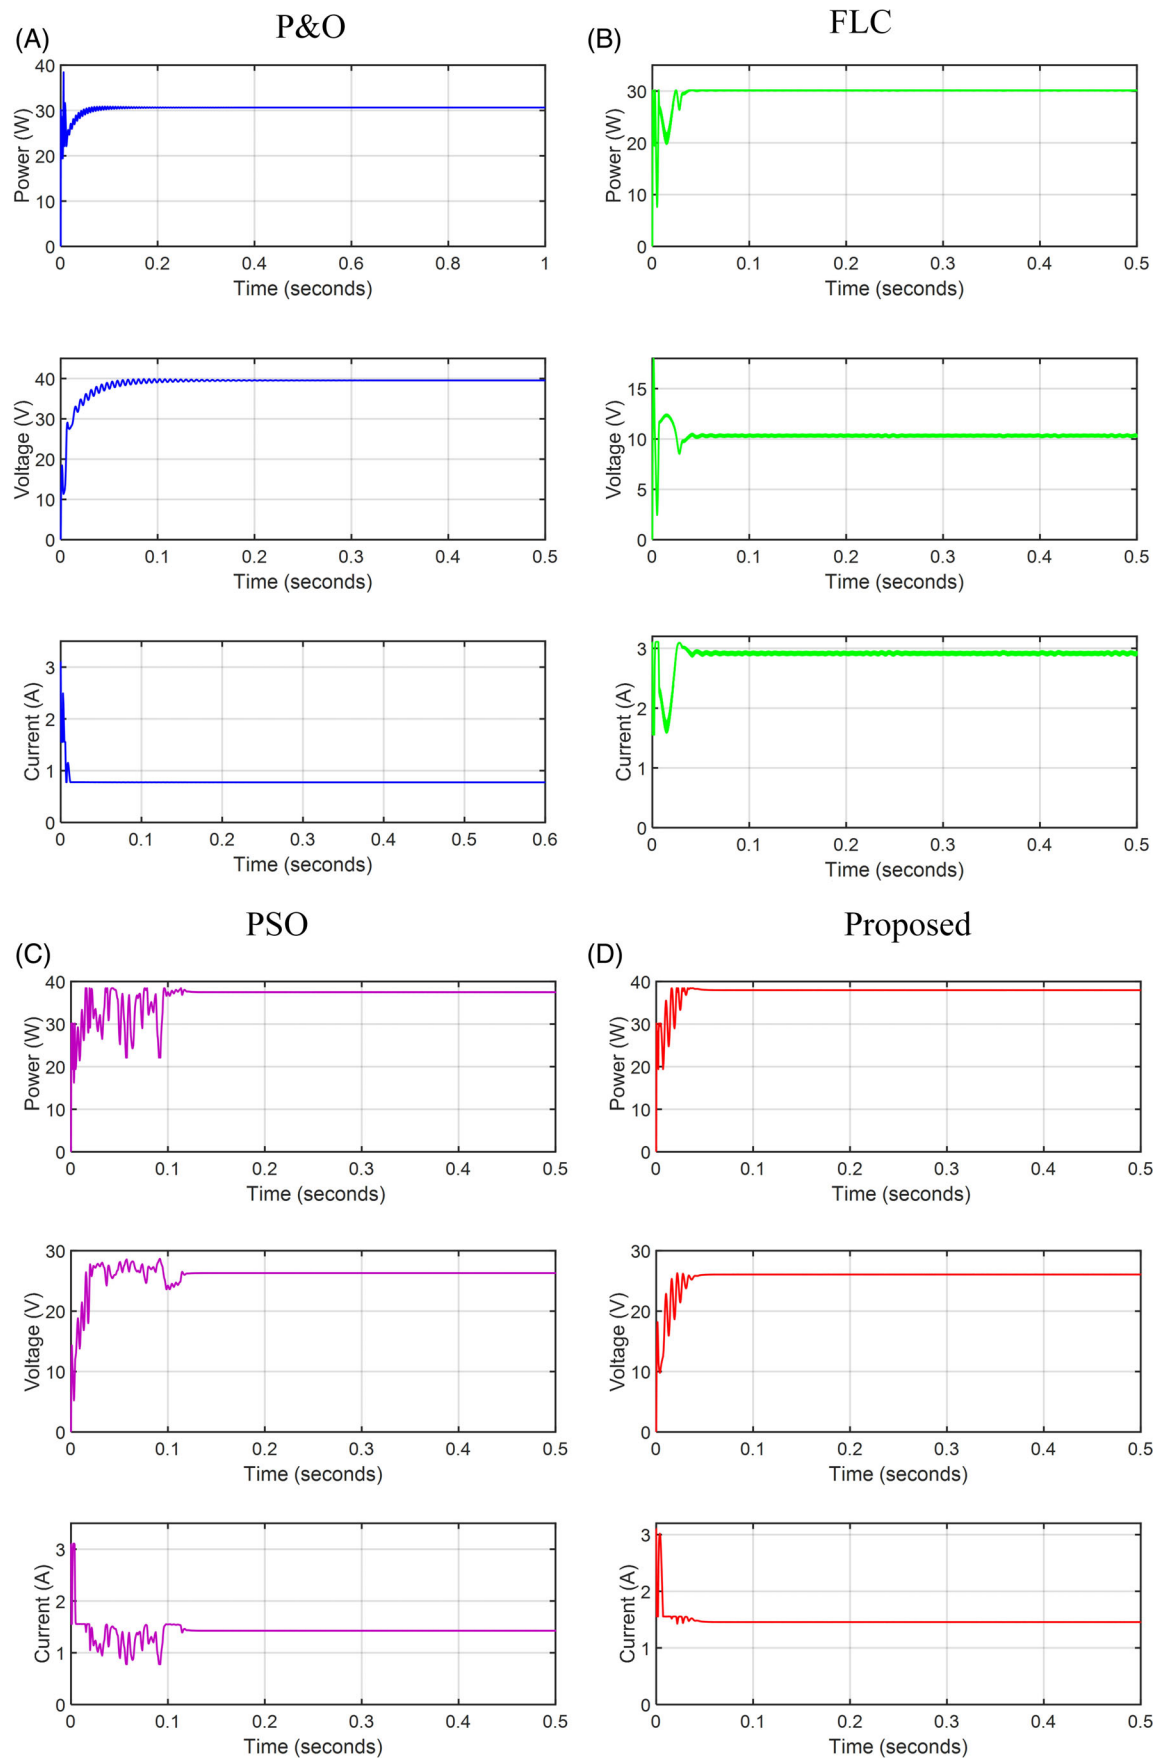 P&O
(A)
40
30
20
10
0
Power (W)
0 0.2 0.4 0.6 0.8 1
Time (seconds)
40
30
20
10
0
Voltage (V)
0 0.1 0.2 0.3 0.4 0.5
Time (seconds)
3
2
1
0
Current (A)
0 0.1 0.2 0.3 0.4 0.5 0.6
Time (seconds)
FLC
(B)
30
20
10
0
Power (W)
0 0.1 0.2 0.3 0.4 0.5
Time (seconds)
15
10
5
0
Voltage (V)
0 0.1 0.2 0.3 0.4 0.5
Time (seconds)
3
2
1
0
Current (A)
0 0.1 0.2 0.3 0.4 0.5
Time (seconds)
PSO
(C)
40
30
20
10
0
Power (W)
0 0.1 0.2 0.3 0.4 0.5
Time (seconds)
30
20
10
0
Voltage (V)
0 0.1 0.2 0.3 0.4 0.5
Time (seconds)
3
2
1
0
Current (A)
0 0.1 0.2 0.3 0.4 0.5
Time (seconds)
Proposed
(D)
40
30
20
10
0
Power (W)
0 0.1 0.2 0.3 0.4 0.5
Time (seconds)
30
20
10
0
Voltage (V)
0 0.1 0.2 0.3 0.4 0.5
Time (seconds)
3
2
1
0
Current (A)
0 0.1 0.2 0.3 0.4 0.5
Time (seconds)